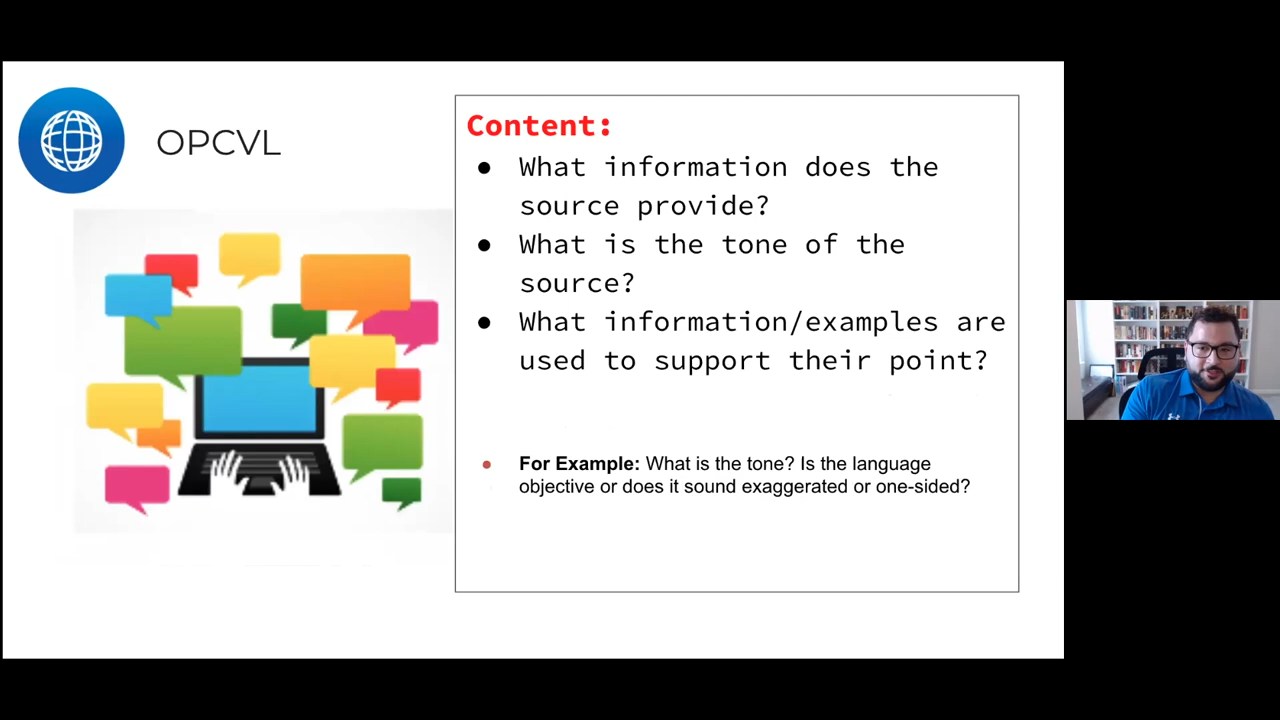 OPCVL
Content:
● What information does the
source provide?
● What is the tone of the
source?
● What information/examples are
used to support their point?
● For Example: What is the tone? Is the language
objective or does it sound exaggerated or one-sided?